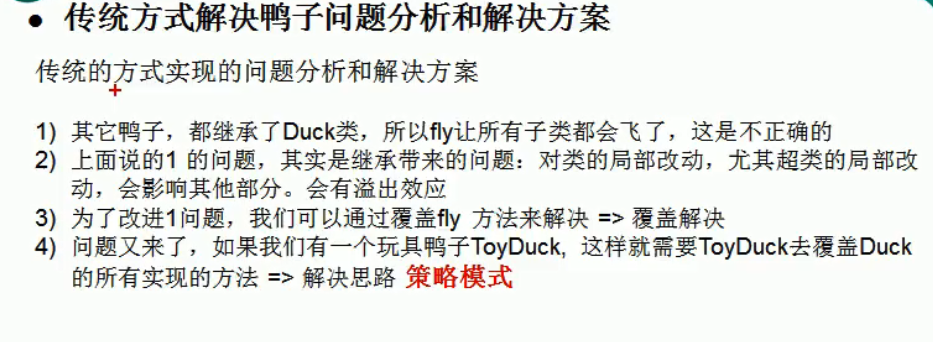 ● 传统方式解决鸭子问题分析和解决方案
传统的方式实现的问题分析和解决方案
1) 其它鸭子，都继承了Duck类，所以fly让所有子类都会飞了，这是不正确的
2) 上面说的1 的问题，其实是继承带来的问题：对类的局部改动，尤其超类的局部改
动，会影响其他部分。会有溢出效应
3) 为了改进1问题，我们可以通过覆盖fly 方法来解决 => 覆盖解决
4) 问题又来了，如果我们有一个玩具鸭子ToyDuck, 这样就需要ToyDuck去覆盖Duck
的所有实现的方法 => 解决思路 策略模式